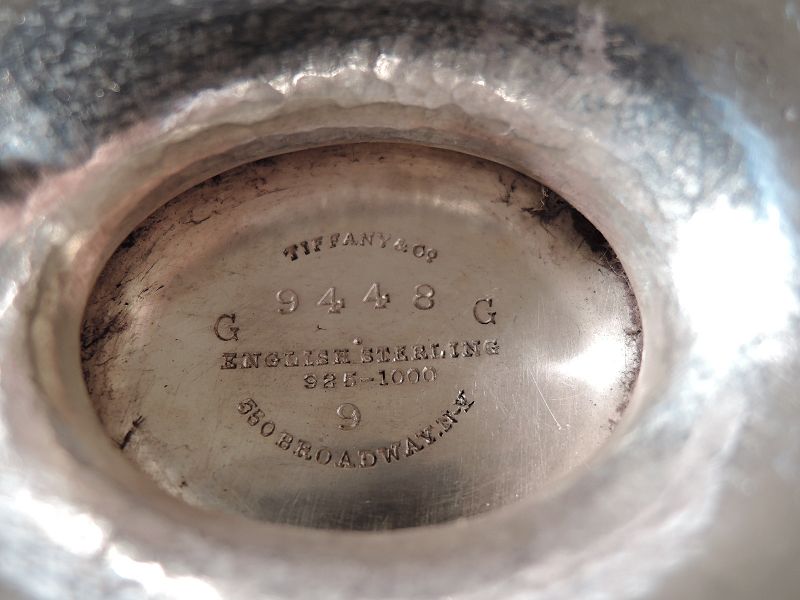 TIFFANY & Co
9448
G G
ENGLISH STERLING
925-1000
9
550 BROADWAY. N-Y